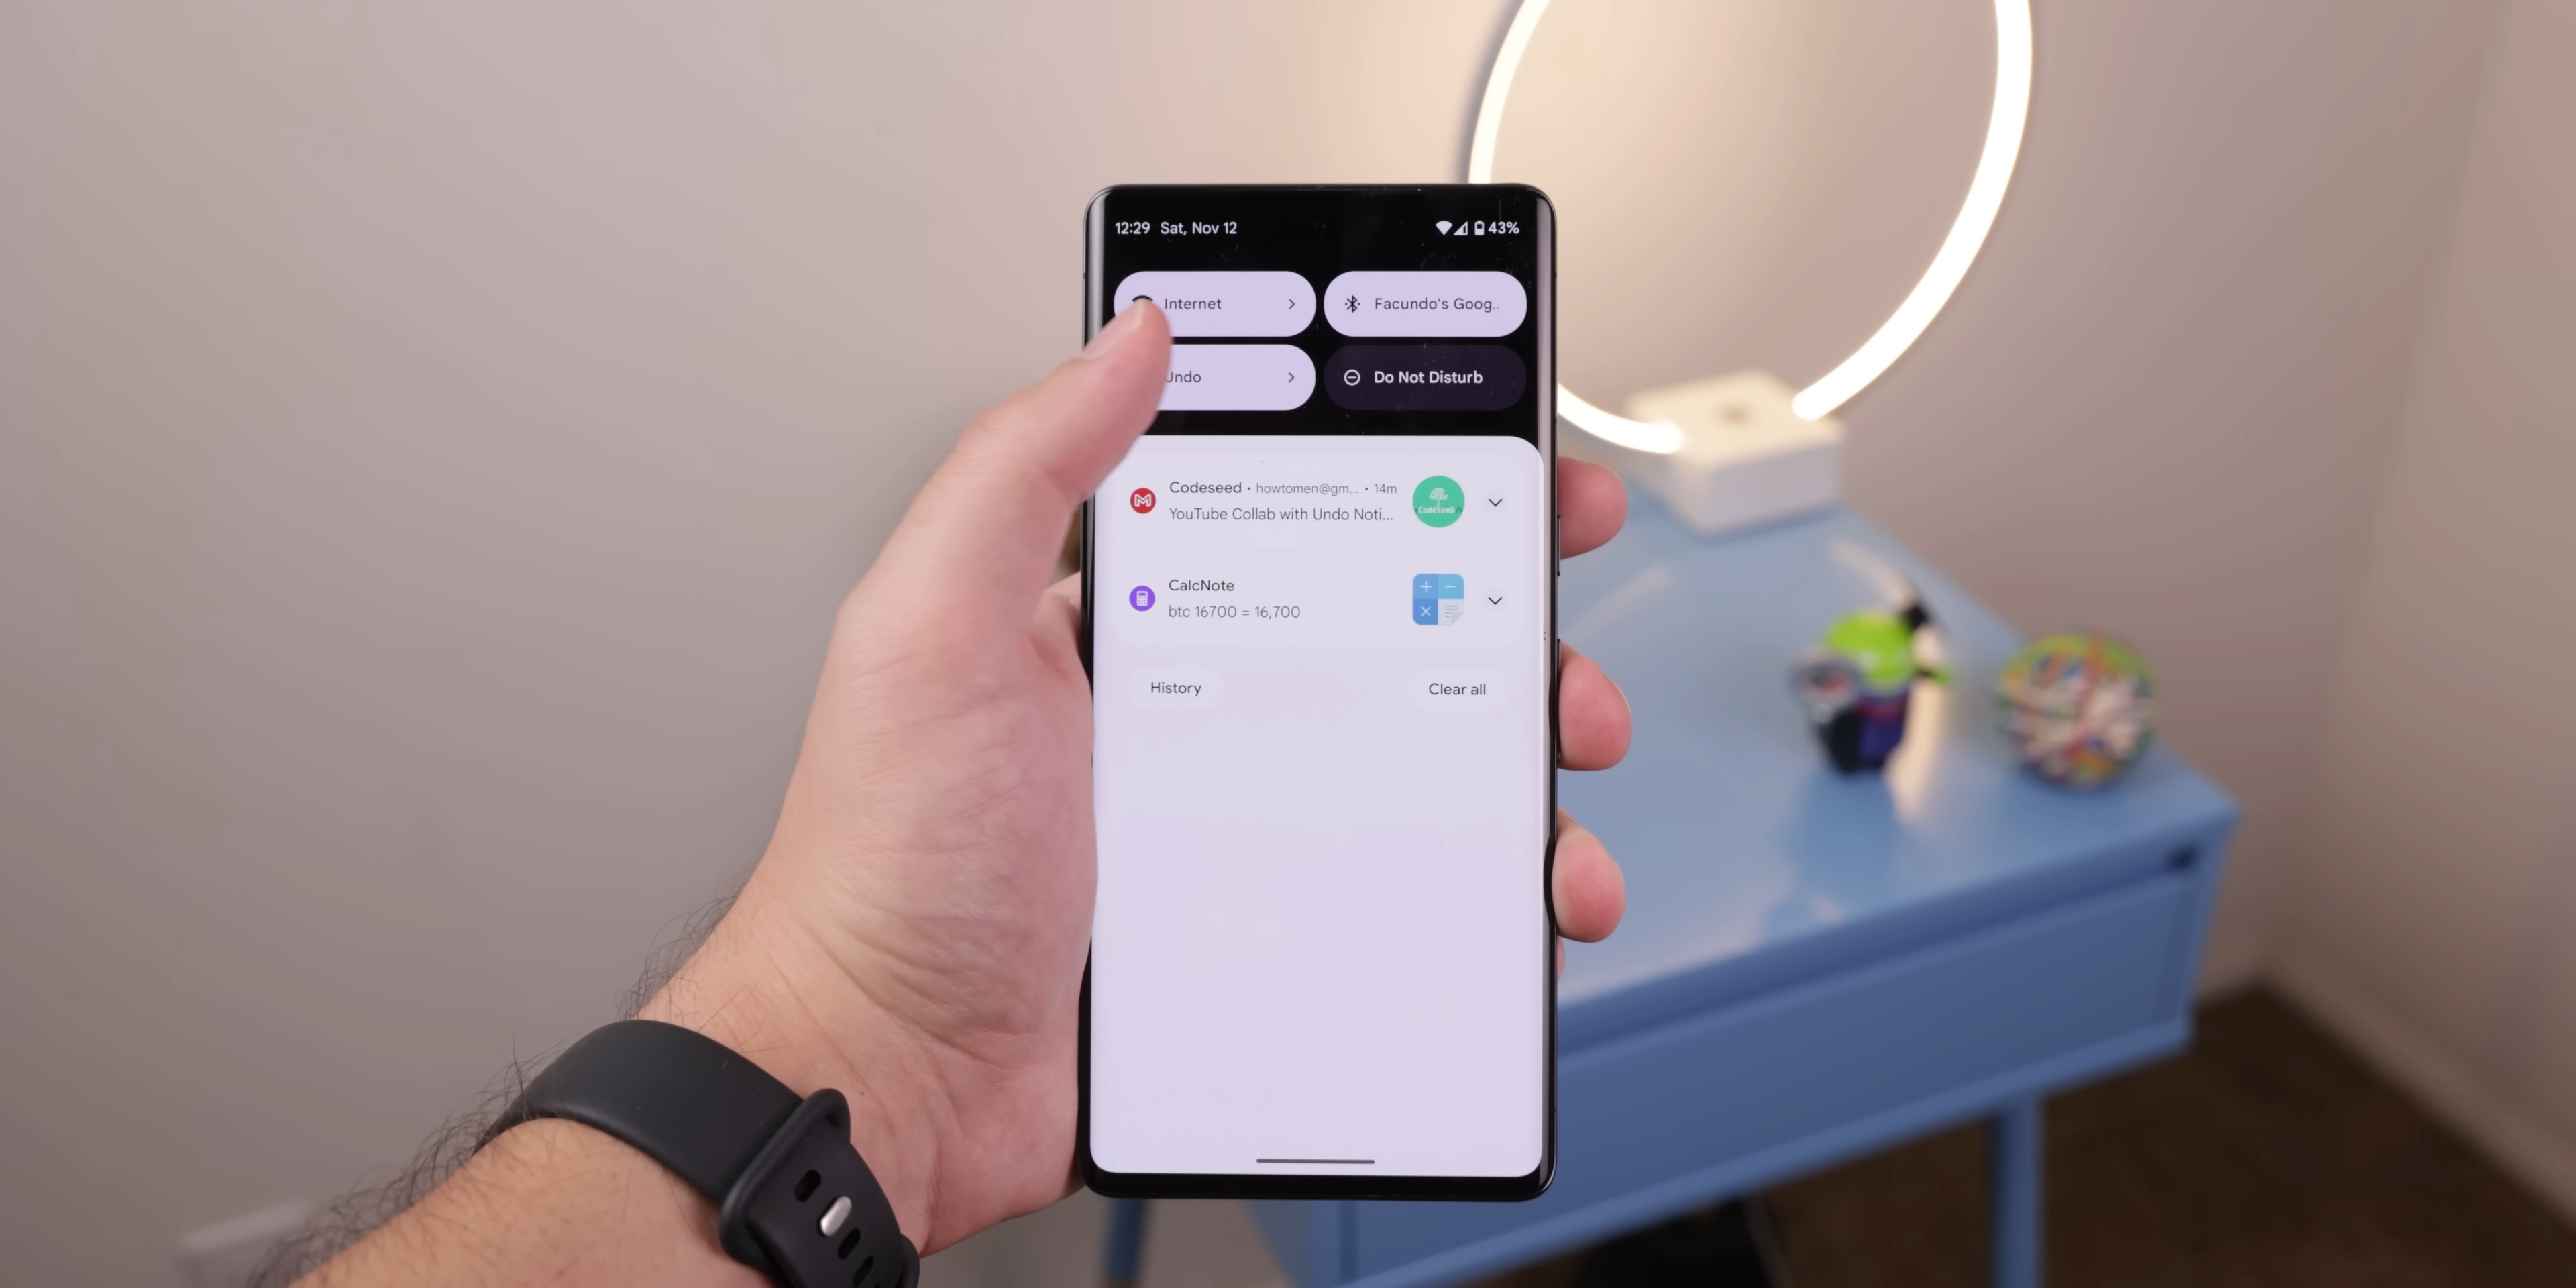 12:29 Sat, Nov 12 43%
Internet Facundo's Goog..
Undo Do Not Disturb
Codeseed • howtomen@gm... • 14m
YouTube Collab with Undo Noti...
CodeseeD
CalcNote
btc 16700 = 16,700
History Clear all